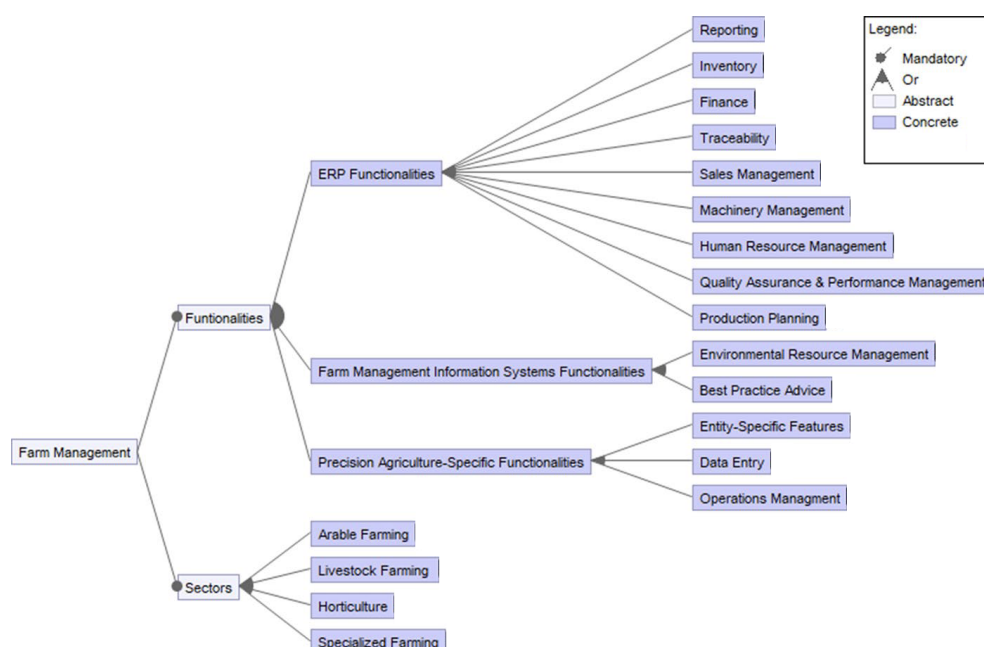 Reporting
Legend:
Inventory
Mandatory
Or
Finance
Abstract
Concrete
Traceability
ERP Functionalities
Sales Management
Machinery Management
Human Resource Management
Quality Assurance & Performance Management
Funtionalities
Production Planning
Environmental Resource Management
Farm Management Information Systems Functionalities
Best Practice Advice
Entity-Specific Features
Farm Management
Precision Agriculture-Specific Functionalities
Data Entry
Operations Managment
Arable Farming
Livestock Farming
Sectors
Horticulture
Specialized Farming